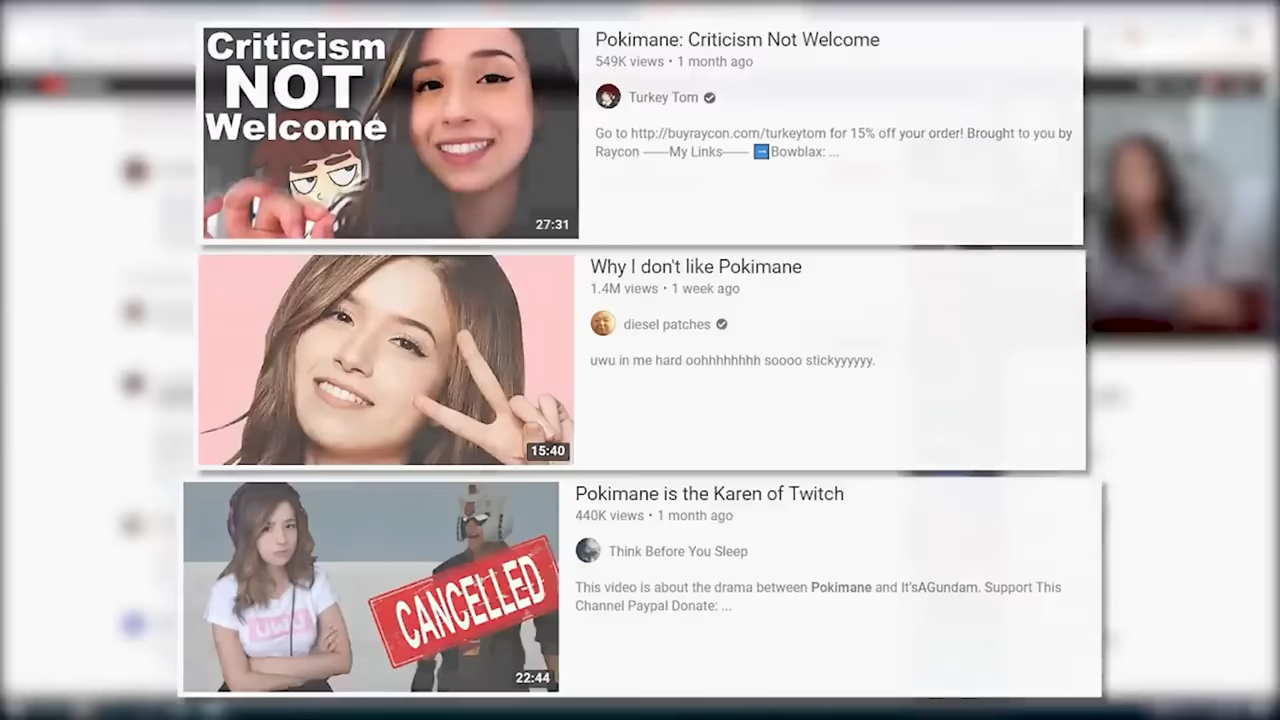 Criticism
NOT
Welcome
27:31
Pokimane: Criticism Not Welcome
549K views • 1 month ago
Turkey Tom
Go to http://buyraycon.com/turkeytom for 15% off your order! Brought to you by
Raycon -----My Links----- ➡Bowblax: ...
15:40
Why I don't like Pokimane
1.4M views • 1 week ago
diesel patches
uwu in me hard oohhhhhhhh soooo stickyyyyyy.
UWU
CANCELLED
22:44
Pokimane is the Karen of Twitch
440K views • 1 month ago
Think Before You Sleep
This video is about the drama between Pokimane and It'sAGundam. Support This
Channel Paypal Donate: ...